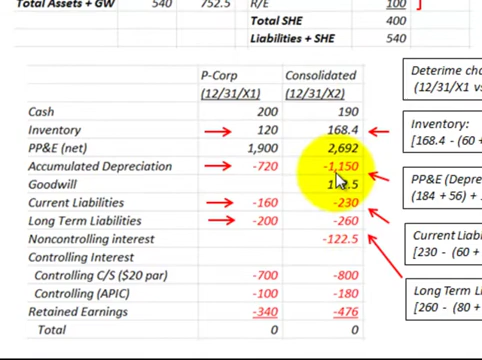 Total Assets + GW 540 752.5 R/E 100
Total SHE 400
Liabilities + SHE 540
P-Corp Consolidated
(12/31/X1) (12/31/X2)
Cash 200 190
Inventory 120 168.4
PP&E (net) 1,900 2,692
Accumulated Depreciation -720 -1,150
Goodwill
Current Liabilities -160 -230
Long Term Liabilities -200 -260
Noncontrolling interest -122.5
Controlling Interest
Controlling C/S ($20 par) -700 -800
Controlling (APIC) -100 -180
Retained Earnings -340 -476
Total 0 0
Deterime cha
(12/31/X1 vs
Inventory:
[168.4 - (60 +
PP&E (Depre
(184 + 56) +
Current Liabi
[230 - (60 +
Long Term Li
[260 - (80 +